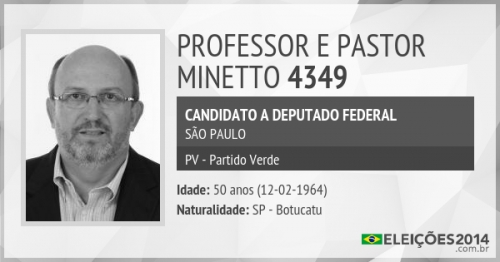 PROFESSOR E PASTOR
MINETTO 4349
CANDIDATO A DEPUTADO FEDERAL
SÃO PAULO
PV - Partido Verde
Idade: 50 anos (12-02-1964)
Naturalidade: SP - Botucatu
ELEIÇÕES2014
.com.br